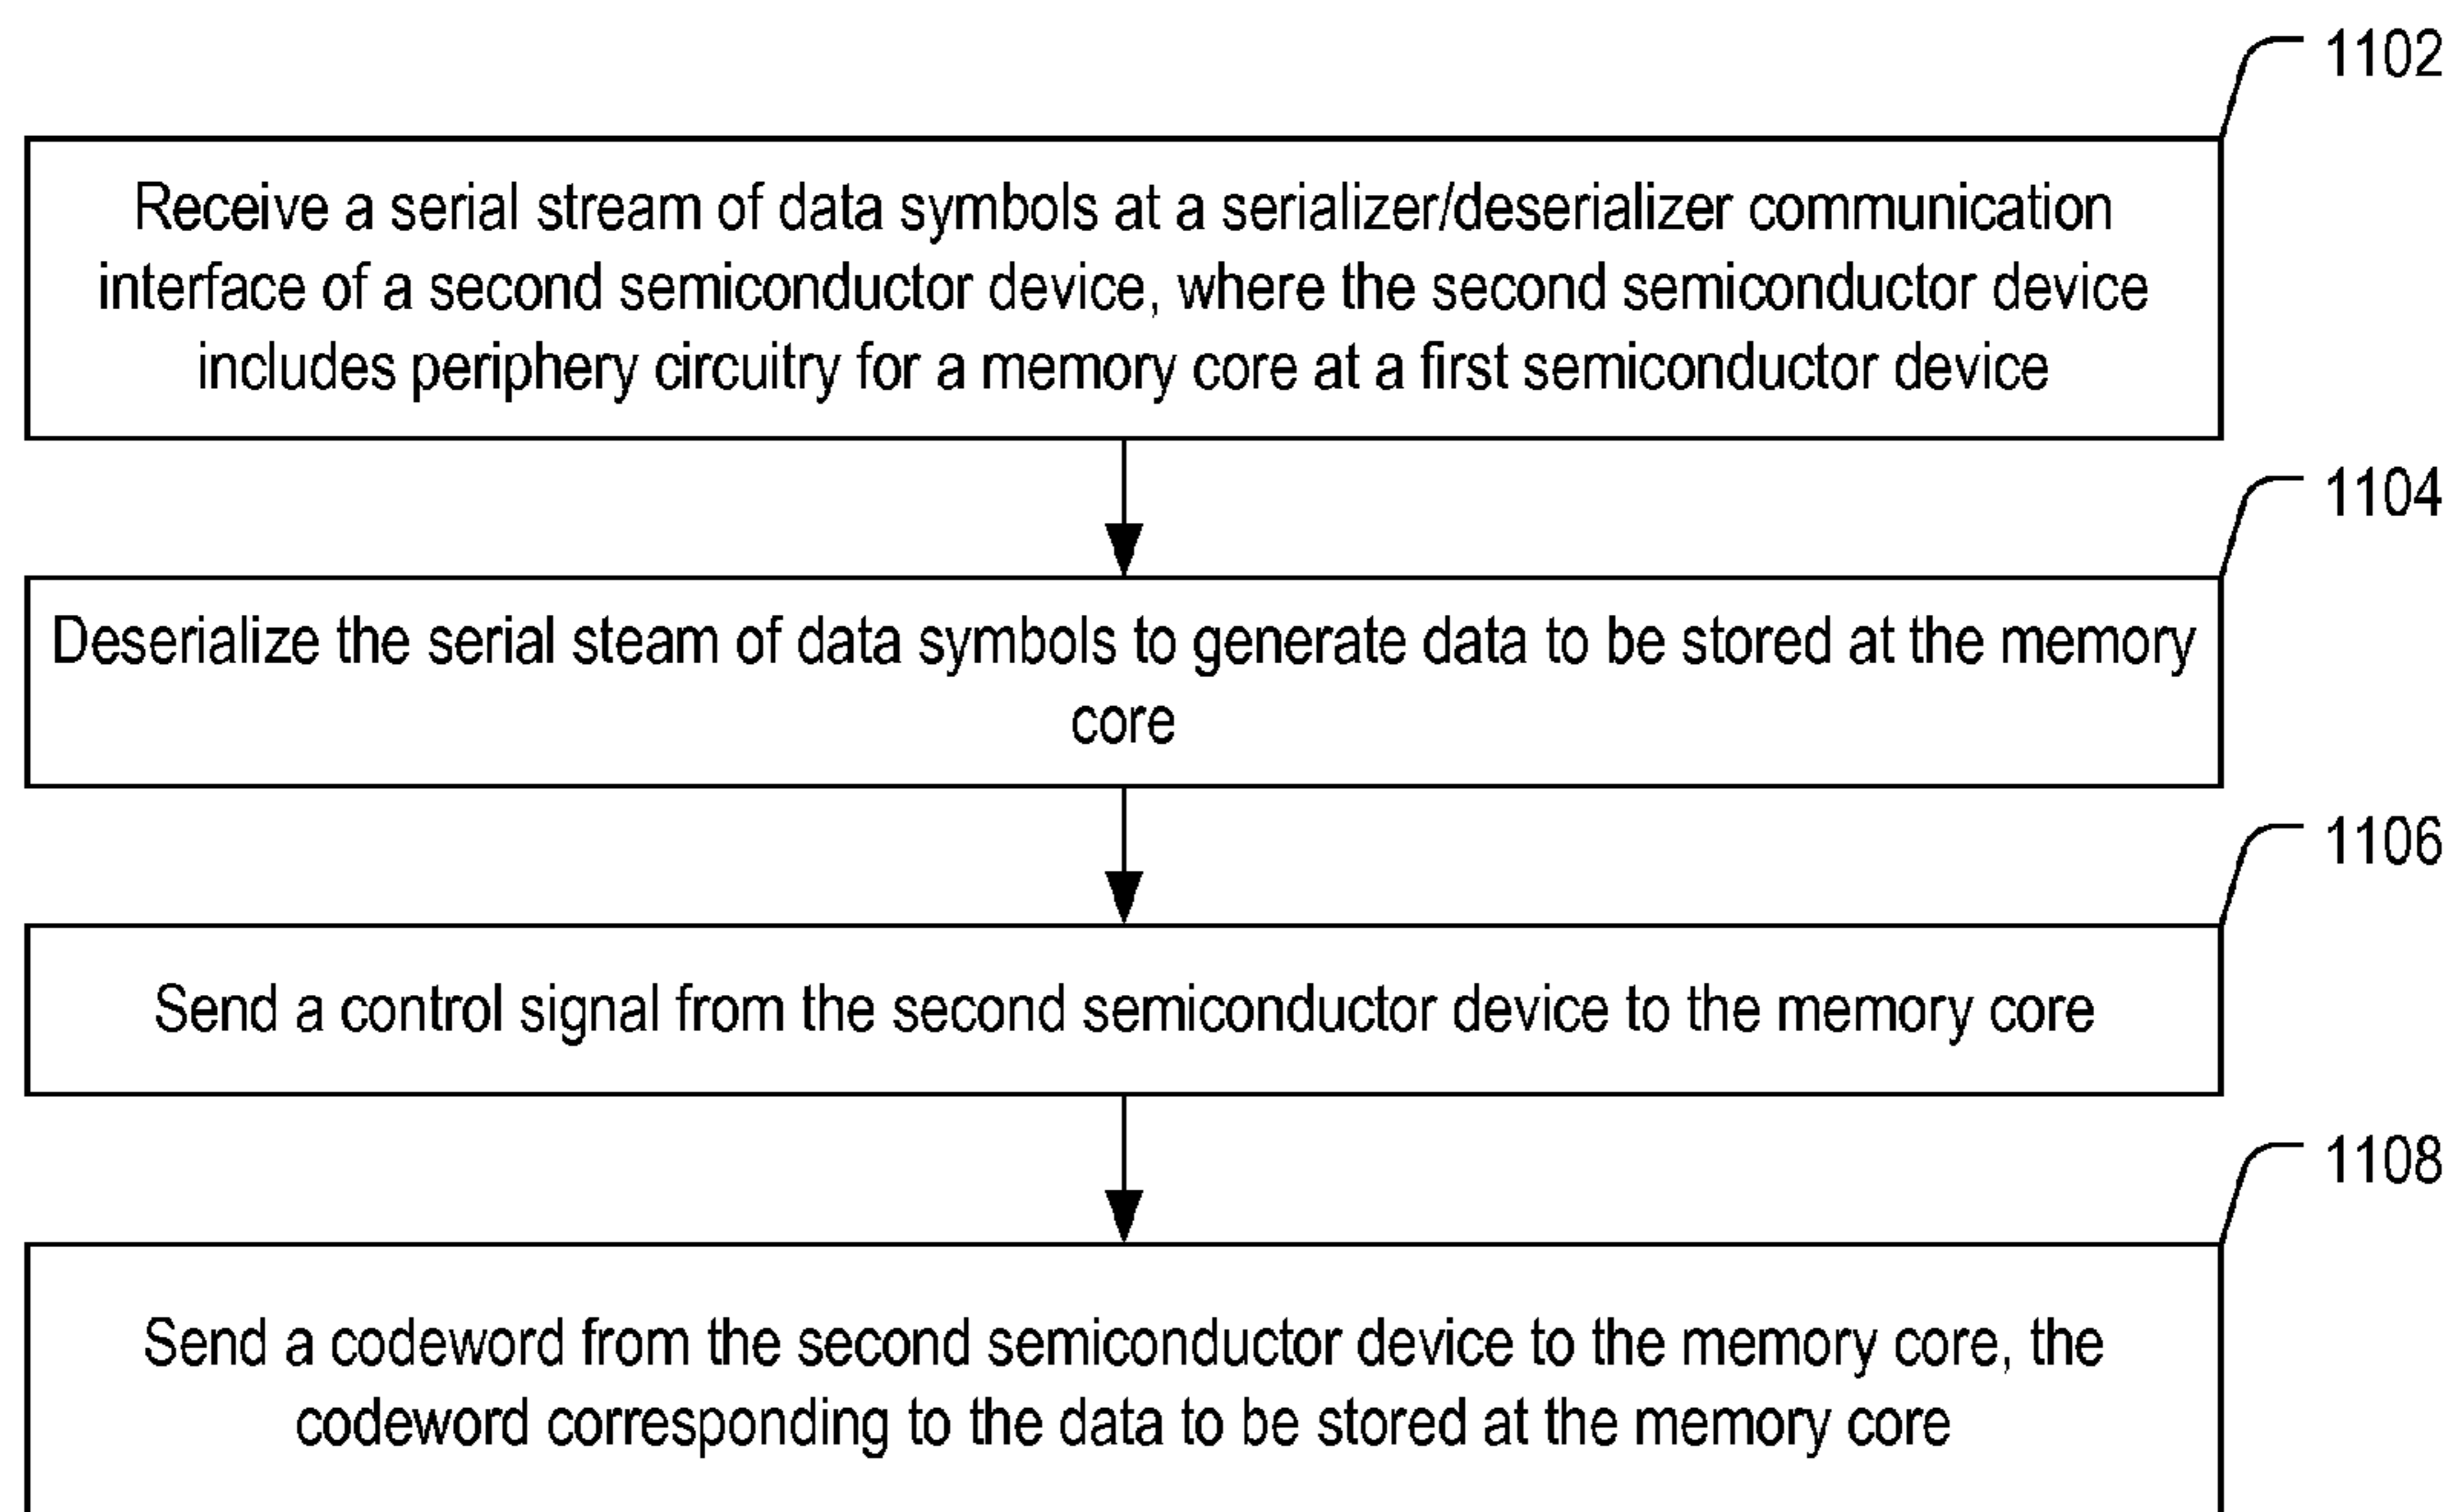 1102
Receive a serial stream of data symbols at a serializer/deserializer communication
interface of a second semiconductor device, where the second semiconductor device
includes periphery circuitry for a memory core at a first semiconductor device
1104
Deserialize the serial steam of data symbols to generate data to be stored at the memory
core
1106
Send a control signal from the second semiconductor device to the memory core
1108
Send a codeword from the second semiconductor device to the memory core, the
codeword corresponding to the data to be stored at the memory core